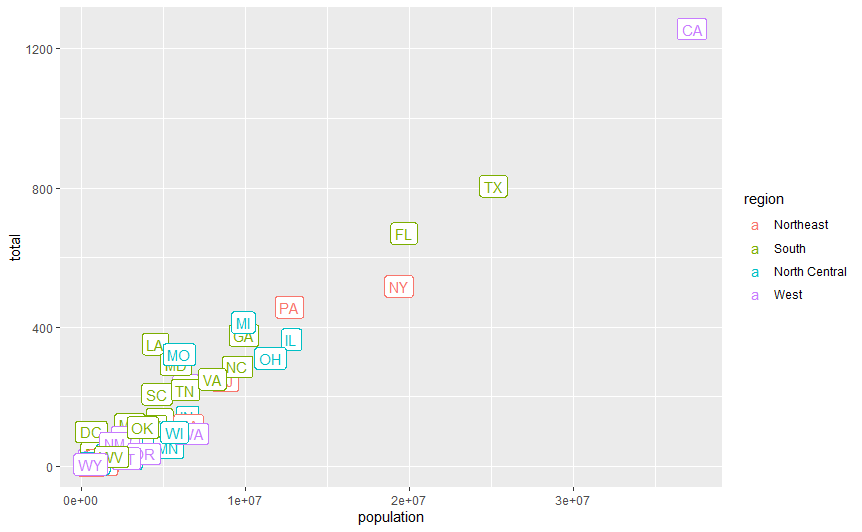 CA
1200
TX
800
FL
NY
PA
MI
GA
400
LA
IL
MO
OH
MD
NC
VA
TN
SC
DC
OK
WI
NM
WV
WY
0
0e+00 1e+07 2e+07 3e+07
population
total
region
a Northeast
a South
a North Central
a West